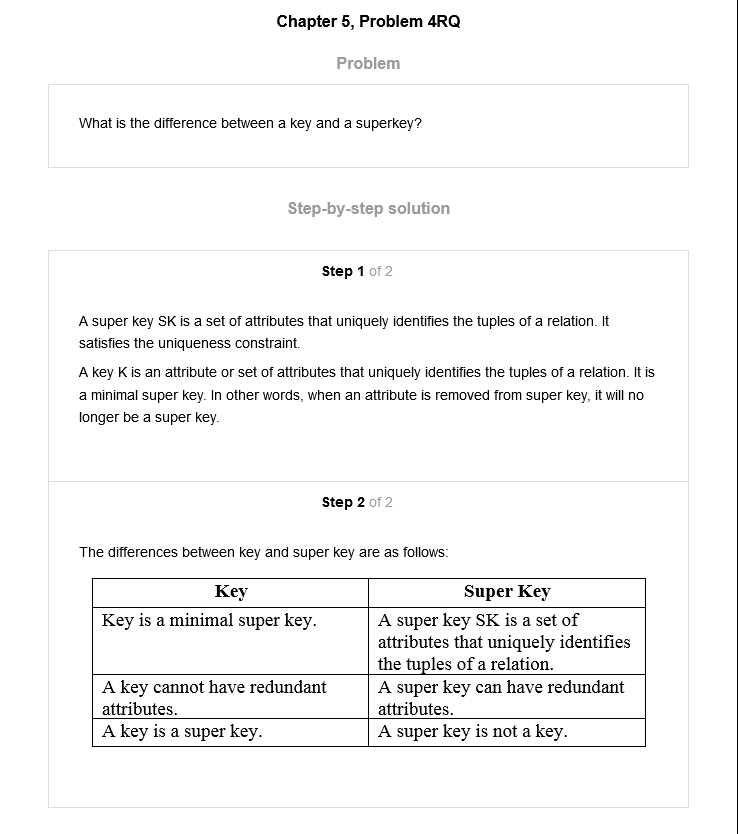 Chapter 5, Problem 4RQ
Problem
What is the difference between a key and a superkey?
Step-by-step solution
Step 1 of 2
A super key SK is a set of attributes that uniquely identifies the tuples of a relation. It
satisfies the uniqueness constraint.
A key K is an attribute or set of attributes that uniquely identifies the tuples of a relation. It is
a minimal super key. In other words, when an attribute is removed from super key, it will no
longer be a super key.
Step 2 of 2
The differences between key and super key are as follows:
Key
Super Key
Key is a minimal super key.
A super key SK is a set of
attributes that uniquely identifies
the tuples of a relation.
A key cannot have redundant
attributes.
A super key can have redundant
attributes.
A key is a super key.
A super key is not a key.